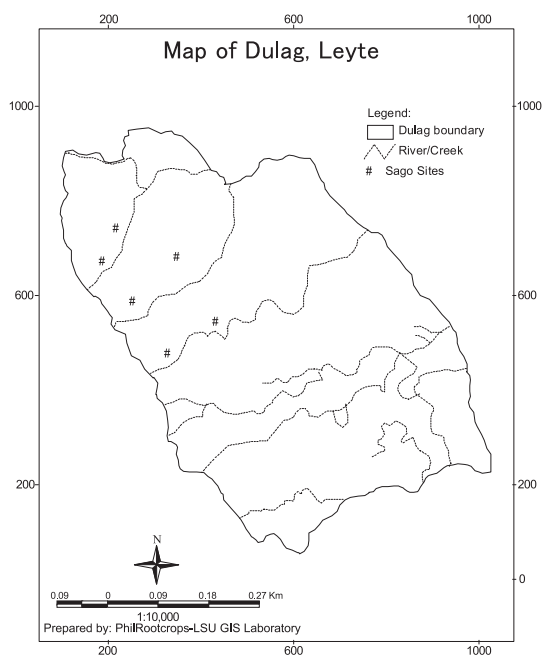 200 600 1000
Map of Dulag, Leyte
1000 1000
Legend:
Dulag boundary
River/Creek
# Sago Sites
#
#
#
600 600
#
#
#
200 200
N
0
0.09 0 0.09 0.18 0.27 Km
1:10,000
Prepared by: PhilRootcrops-LSU GIS Laboratory
200 600 1000